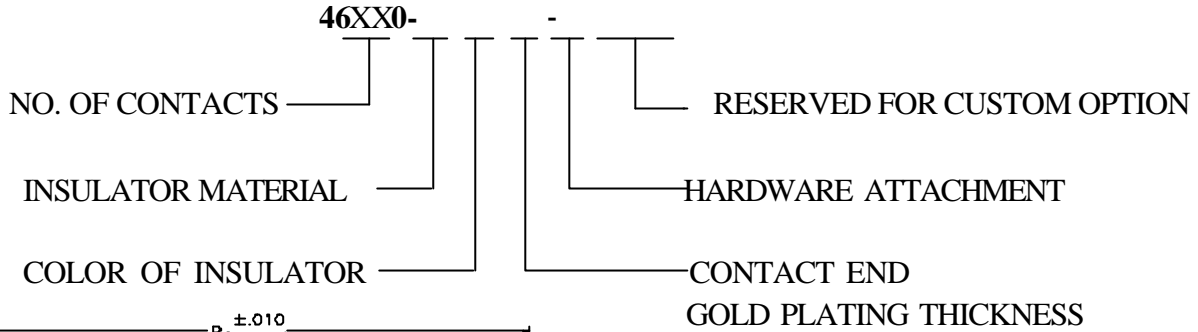 46XX0- -
NO. OF CONTACTS
RESERVED FOR CUSTOM OPTION
INSULATOR MATERIAL
HARDWARE ATTACHMENT
COLOR OF INSULATOR
CONTACT END
GOLD PLATING THICKNESS
±.010